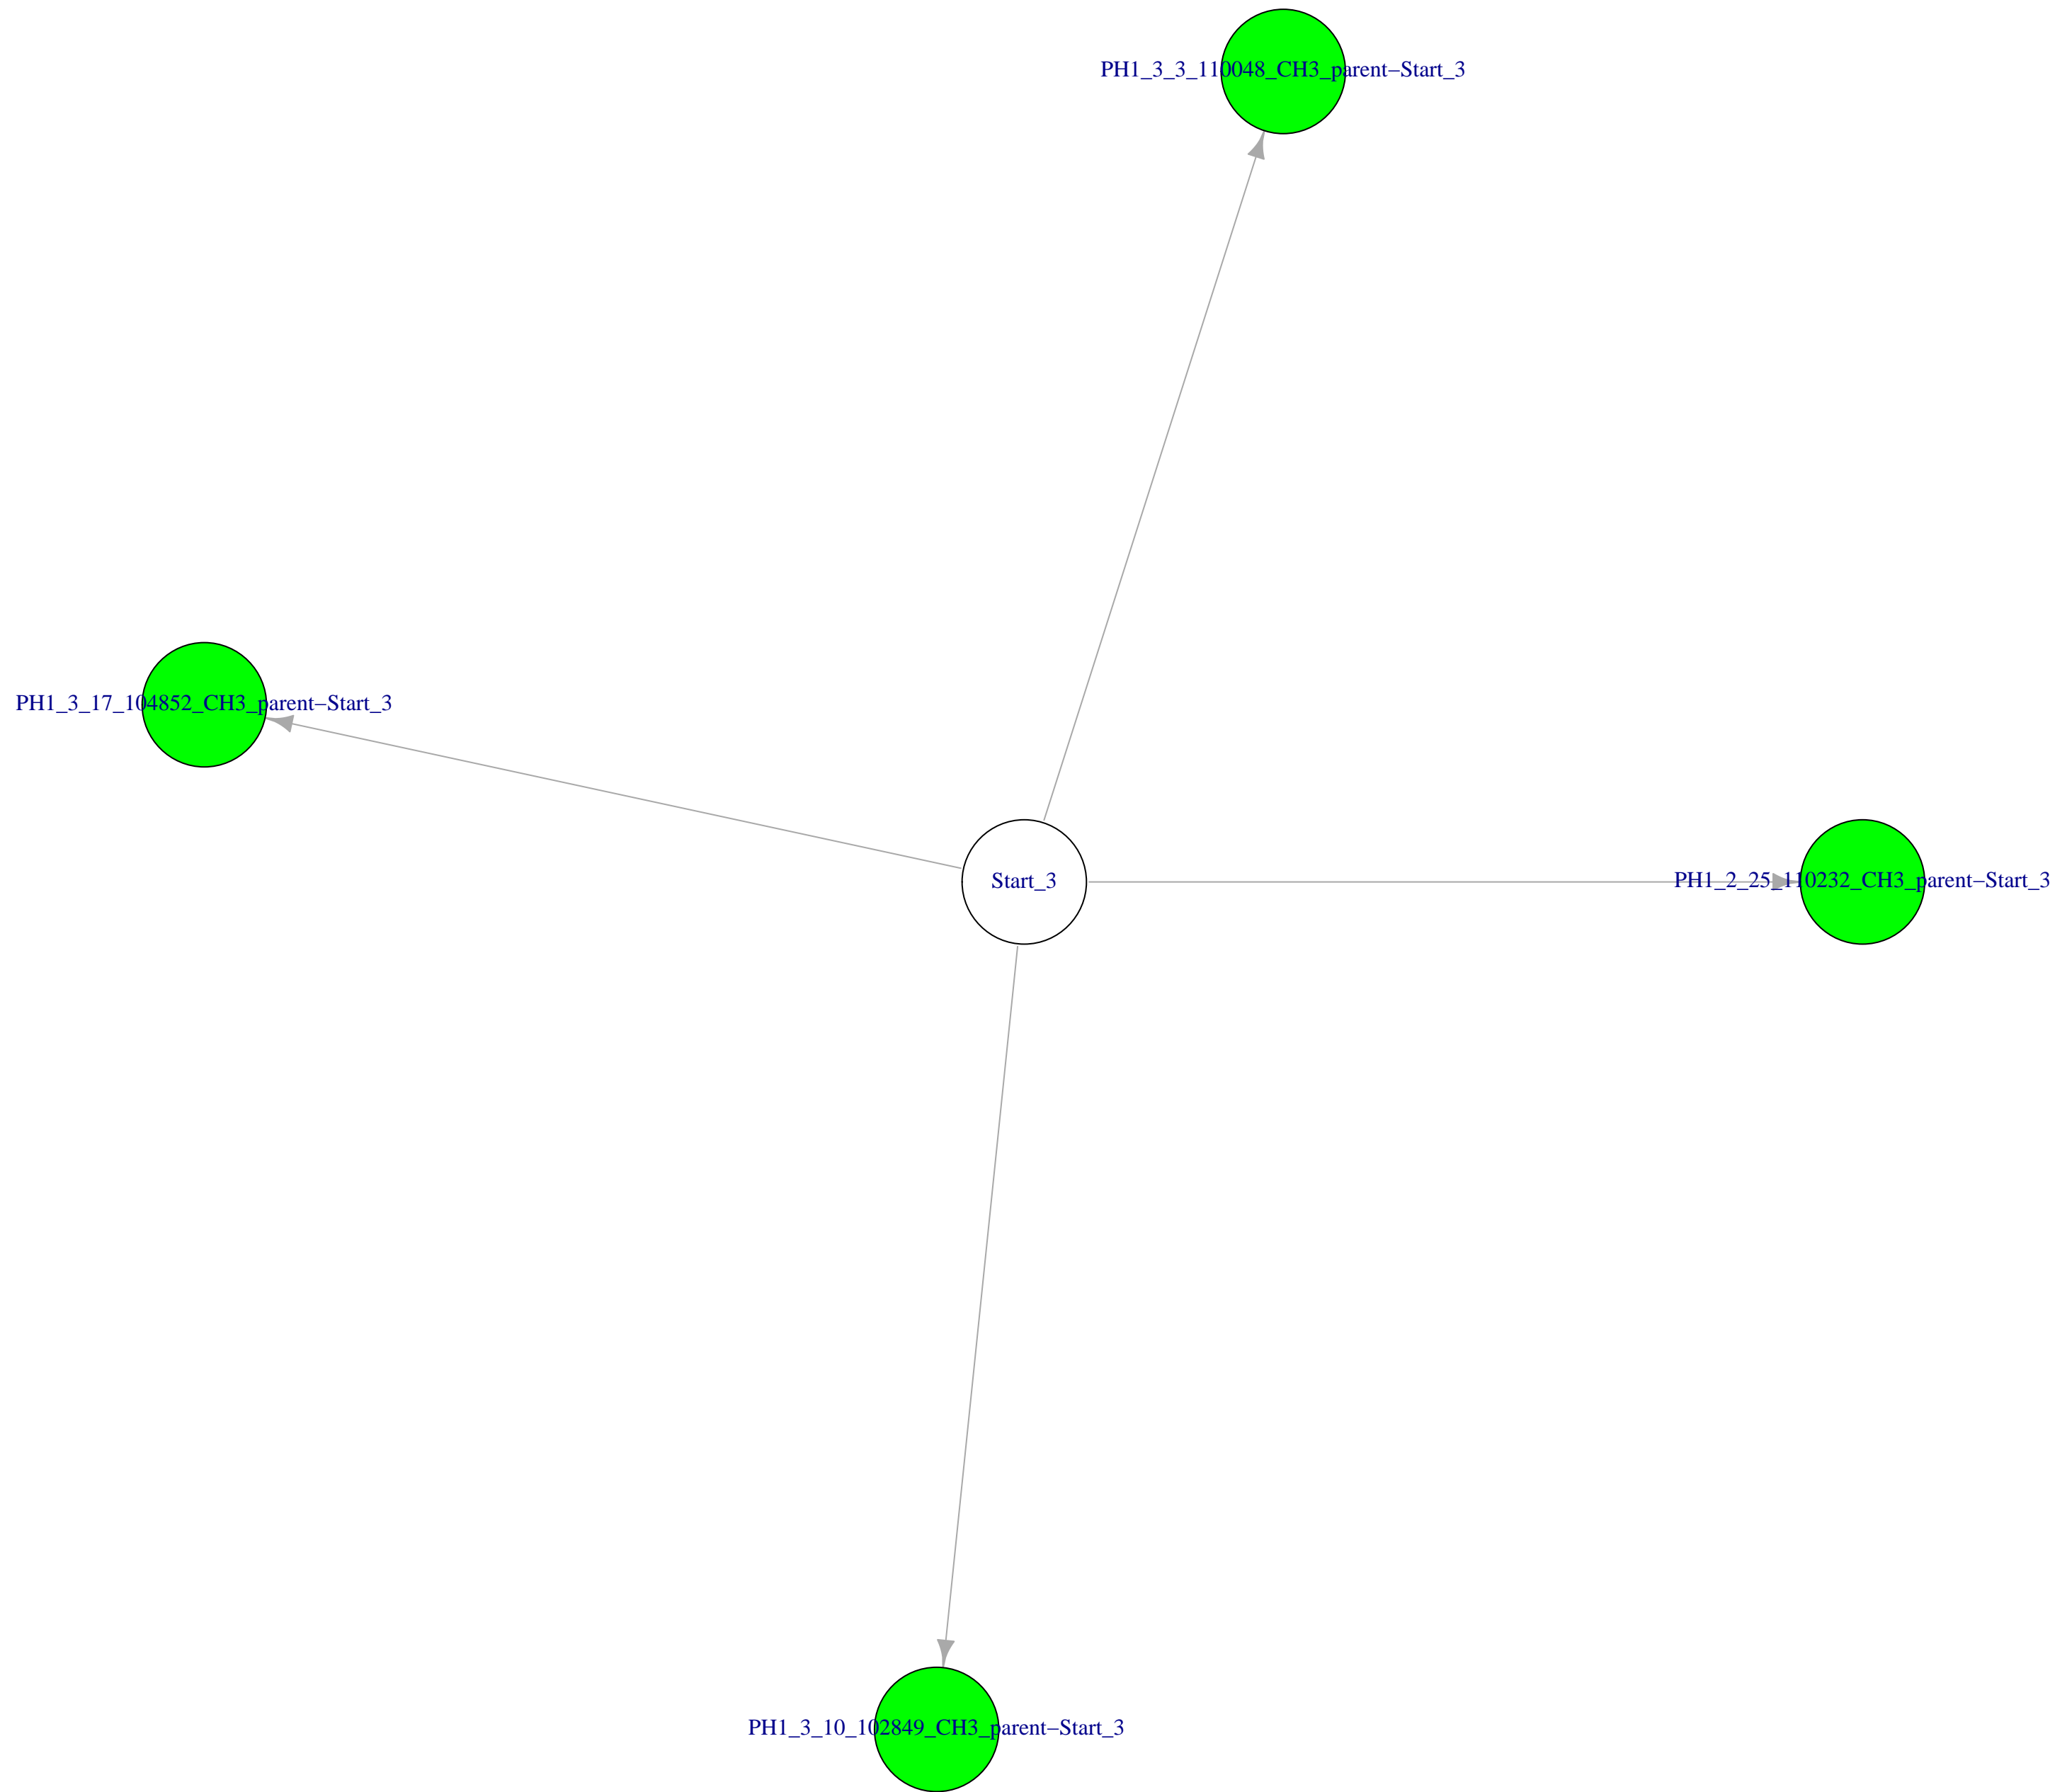 PH1_3_3_110048_CH3_parent−Start_3
PH1_3_17_104852_CH3_parent−Start_3
Start_3
PH1_2_25_110232_CH3_parent−Start_3
PH1_3_10_102849_CH3_parent−Start_3